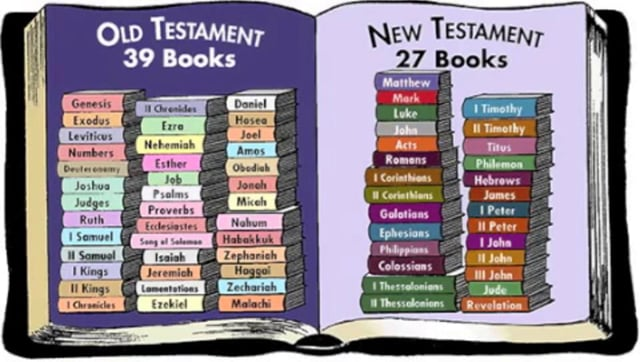 OLD TESTAMENT
39 Books
Genesis
Exodus
Leviticus
Numbers
Deuteronomy
Joshua
Judges
Ruth
I Samuel
II Samuel
I Kings
II Kings
I Chronicles
II Chronicles
Ezra
Nehemiah
Esther
Job
Psalms
Proverbs
Ecclesiastes
Song of Solomon
Isaiah
Jeremiah
Lamentations
Ezekiel
Daniel
Hosea
Joel
Amos
Obadiah
Jonah
Micah
Nahum
Habakkuk
Zephaniah
Haggai
Zechariah
Malachi
NEW TESTAMENT
27 Books
Matthew
Mark
Luke
John
Acts
Romans
I Corinthians
II Corinthians
Galatians
Ephesians
Philippians
Colossians
I Thessalonians
II Thessalonians
I Timothy
II Timothy
Titus
Philemon
Hebrews
James
I Peter
II Peter
I John
II John
III John
Jude
Revelation